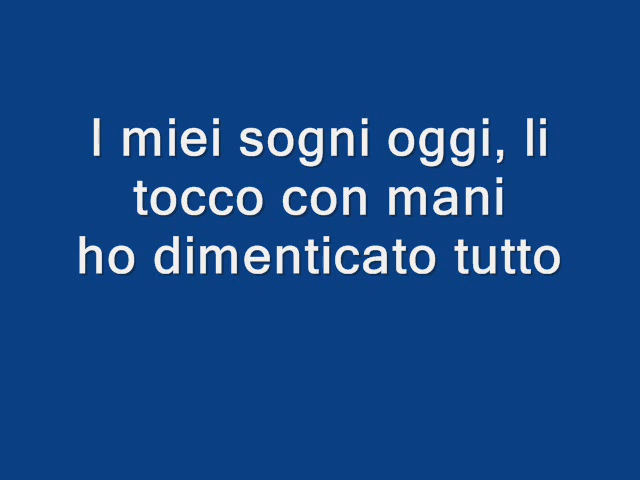 I miei sogni oggi, li
tocco con mani
ho dimenticato tutto